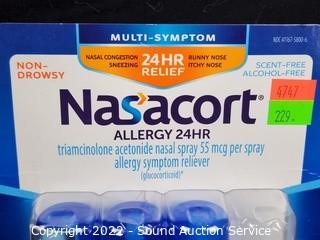 MULTI-SYMPTOM
NDC 41167-5800-6
NASAL CONGESTION
SNEEZING
24HR
RELIEF
RUNNY NOSE
ITCHY NOSE
NON-
DROWSY
SCENT-FREE
ALCOHOL-FREE
4747
229.
Nasacort®
ALLERGY 24HR
triamcinolone acetonide nasal spray 55 mcg per spray
allergy symptom reliever
(glucocorticoid)*
Copyright 2022 - Sound Auction Service